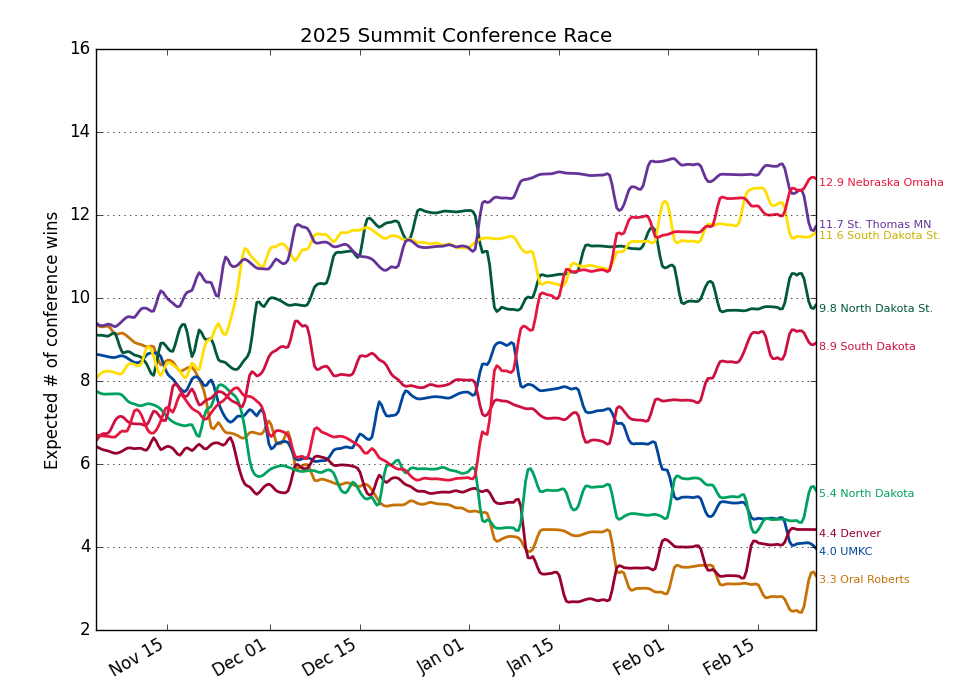 2025 Summit Conference Race
Expected # of conference wins
16
14
12
10
8
6
4
2
Nov 15
Dec 01
Dec 15
Jan 01
Jan 15
Feb 01
Feb 15
12.9 Nebraska Omaha
11.7 St. Thomas MN
11.6 South Dakota St.
9.8 North Dakota St.
8.9 South Dakota
5.4 North Dakota
4.4 Denver
4.0 UMKC
3.3 Oral Roberts